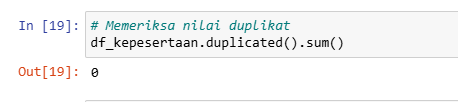 In [19]: # Memeriksa nilai duplikat
df_kepesertaan.duplicated().sum()
Out[19]: 0